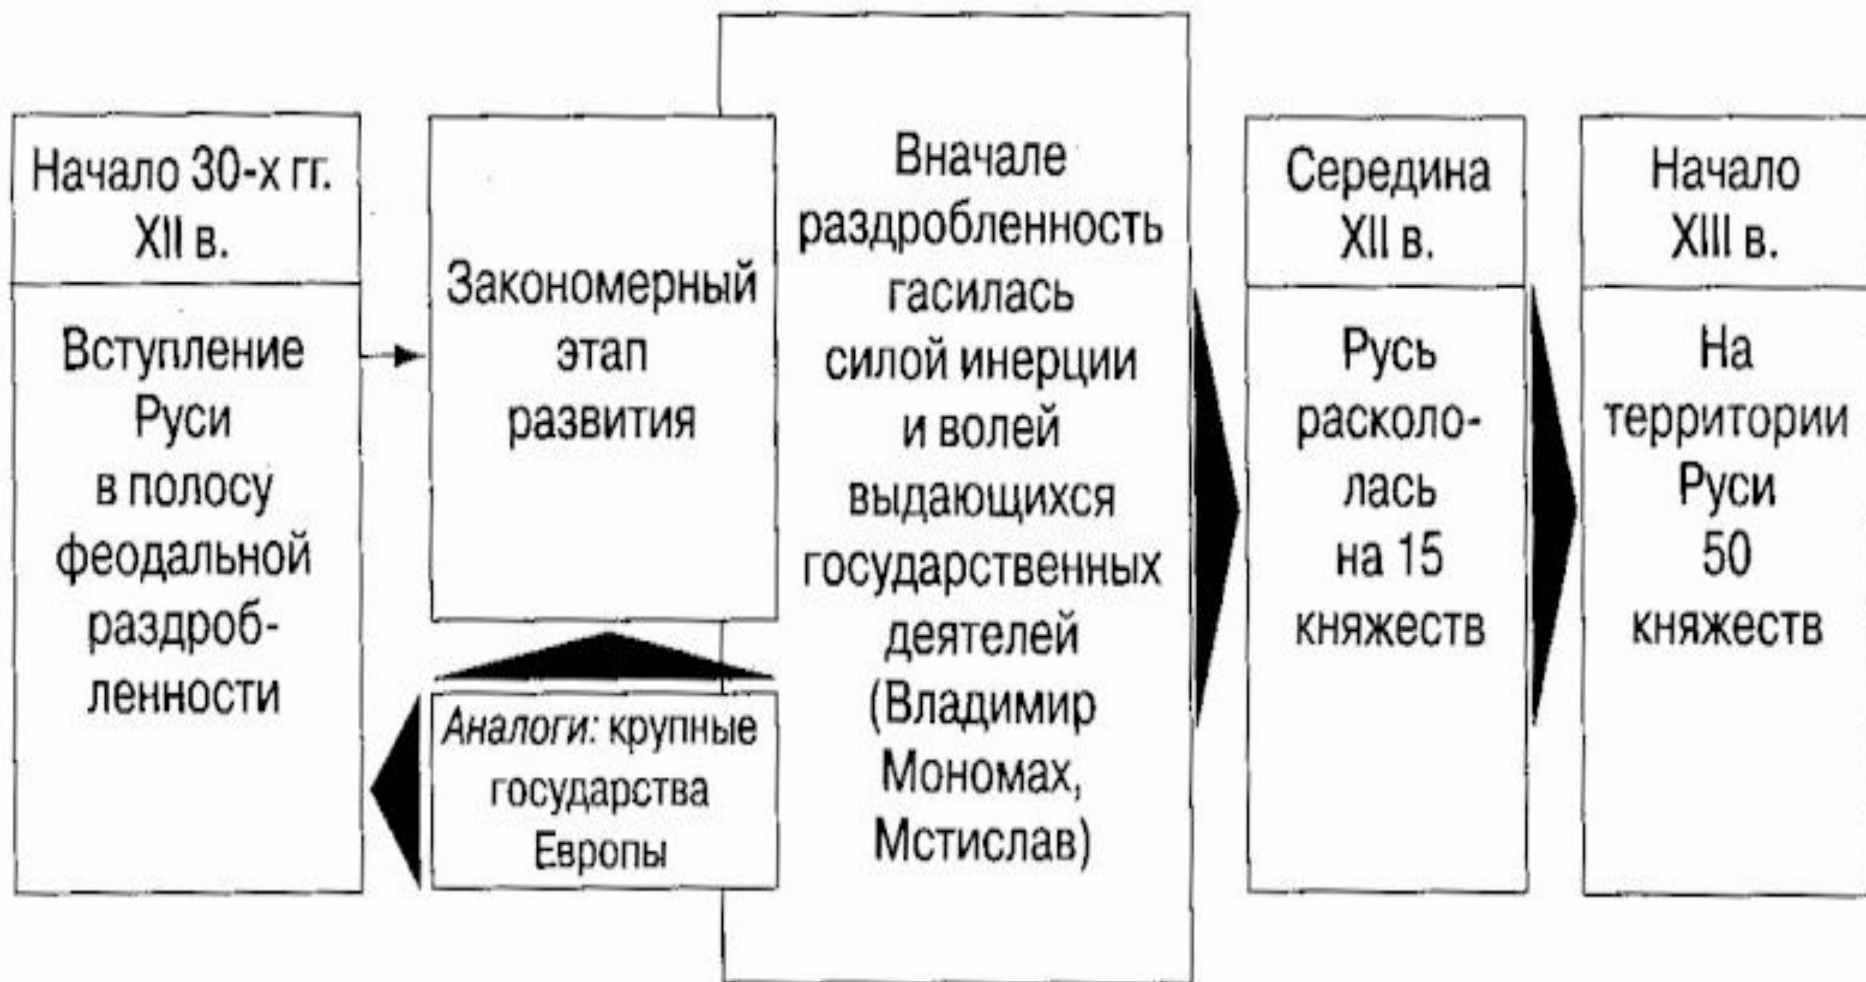 Начало 30-х гг.
XII в.
Вступление
Руси
в полосу
феодальной
раздроб-
ленности
Закономерный
этап
развития
Аналоги: крупные
государства
Европы
Вначале
раздробленность
гасилась
силой инерции
и волей
выдающихся
государственных
деятелей
(Владимир
Мономах,
Мстислав)
Середина
XII в.
Русь
расколо-
лась
на 15
княжеств
Начало
XIII в.
На
территории
Руси
50
княжеств